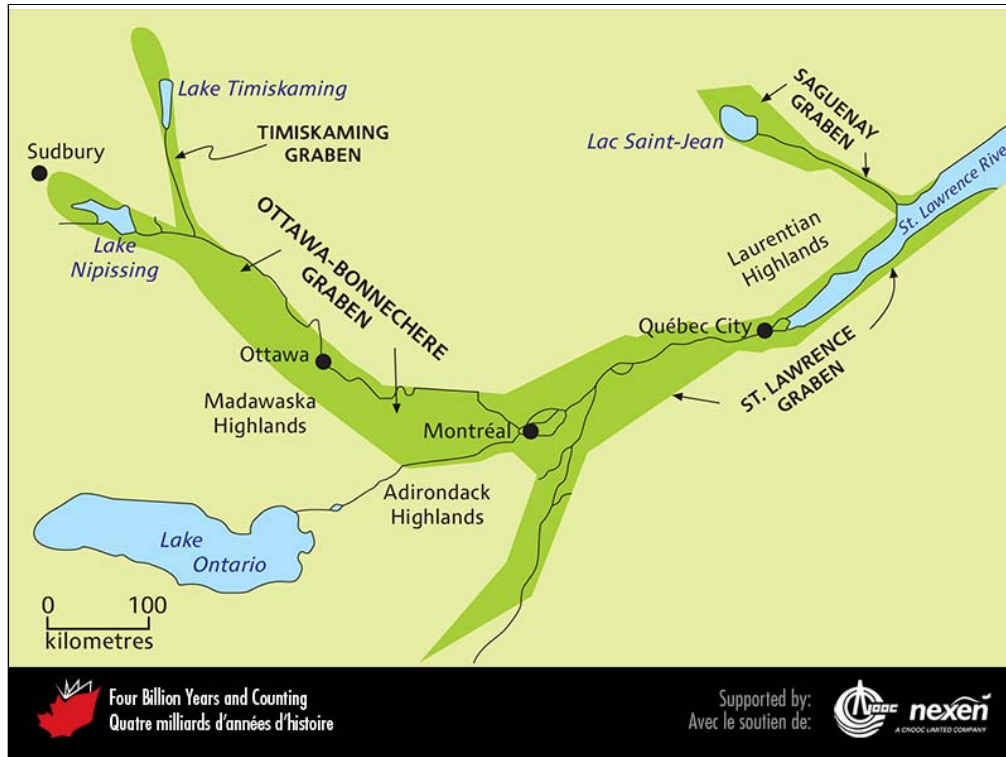 Lake Timiskaming
TIMISKAMING
GRABEN
Sudbury
Lake
Nipissing
OTTAWA-BONNECHERE
GRABEN
Ottawa
Madawaska
Highlands
Montréal
Adirondack
Highlands
Lake
Ontario
SAGUENAY
GRABEN
Lac Saint-Jean
St. Lawrence River
Laurentian
Highlands
Québec City
ST. LAWRENCE
GRABEN
0 100
kilometres
Four Billion Years and Counting
Quatre milliards d'années d'histoire
Supported by:
Avec le soutien de:
CNOOC
nexen
A CNOOC LIMITED COMPANY